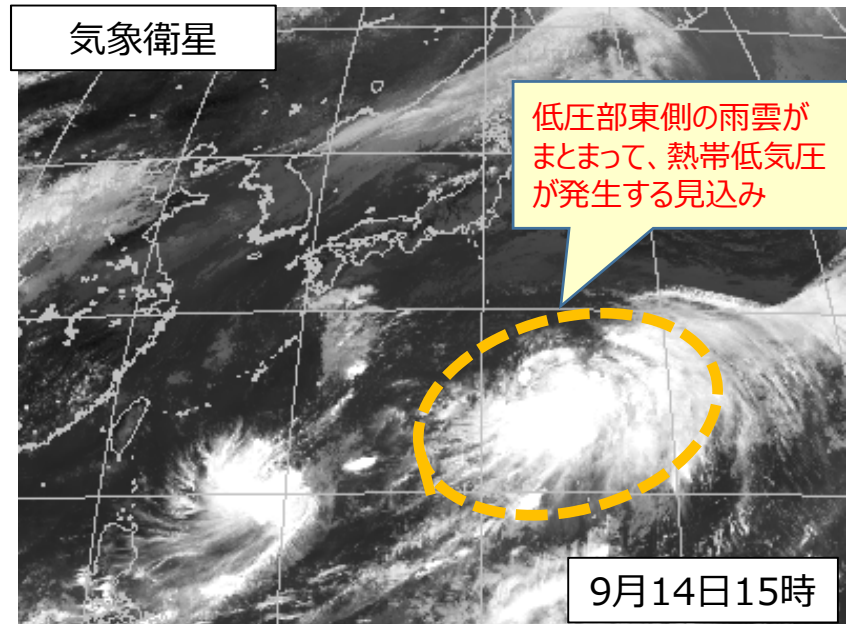 気象衛星
低圧部東側の雨雲が
まとまって、熱帯低気圧
が発生する見込み
9月14日15時